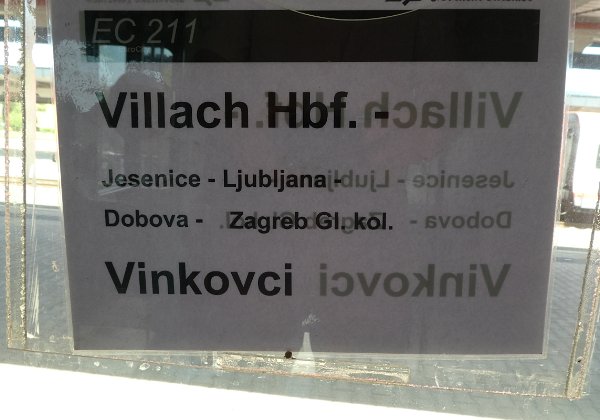 EC 211
Villach Hbf. -
Jesenice - Ljubljana -
Dobova - Zagreb Gl. kol.
Vinkovci